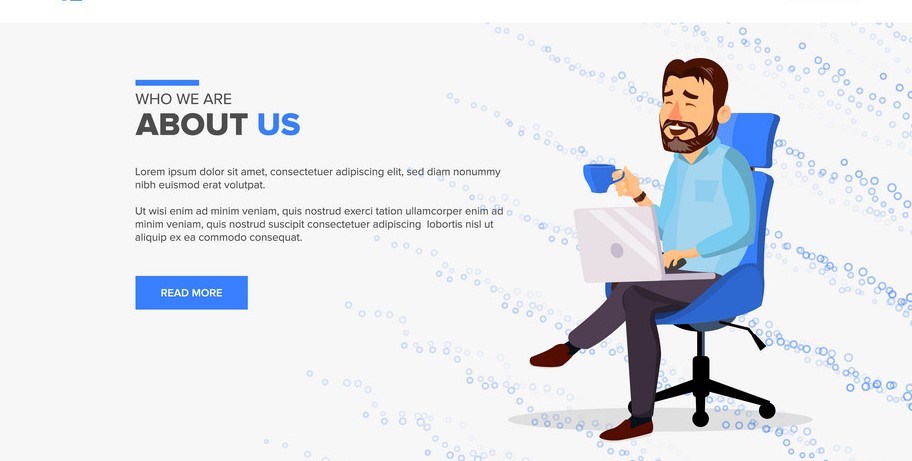 WHO WE ARE
ABOUT US
Lorem ipsum dolor sit amet, consectetuer adipiscing elit, sed diam nonummy
nibh euismod erat volutpat.
Ut wisi enim ad minim veniam, quis nostrud exerci tation ullamcorper enim ad
minim veniam, quis nostrud suscipit consectetuer adipiscing lobortis nisl ut
aliquip ex ea commodo consequat.
READ MORE